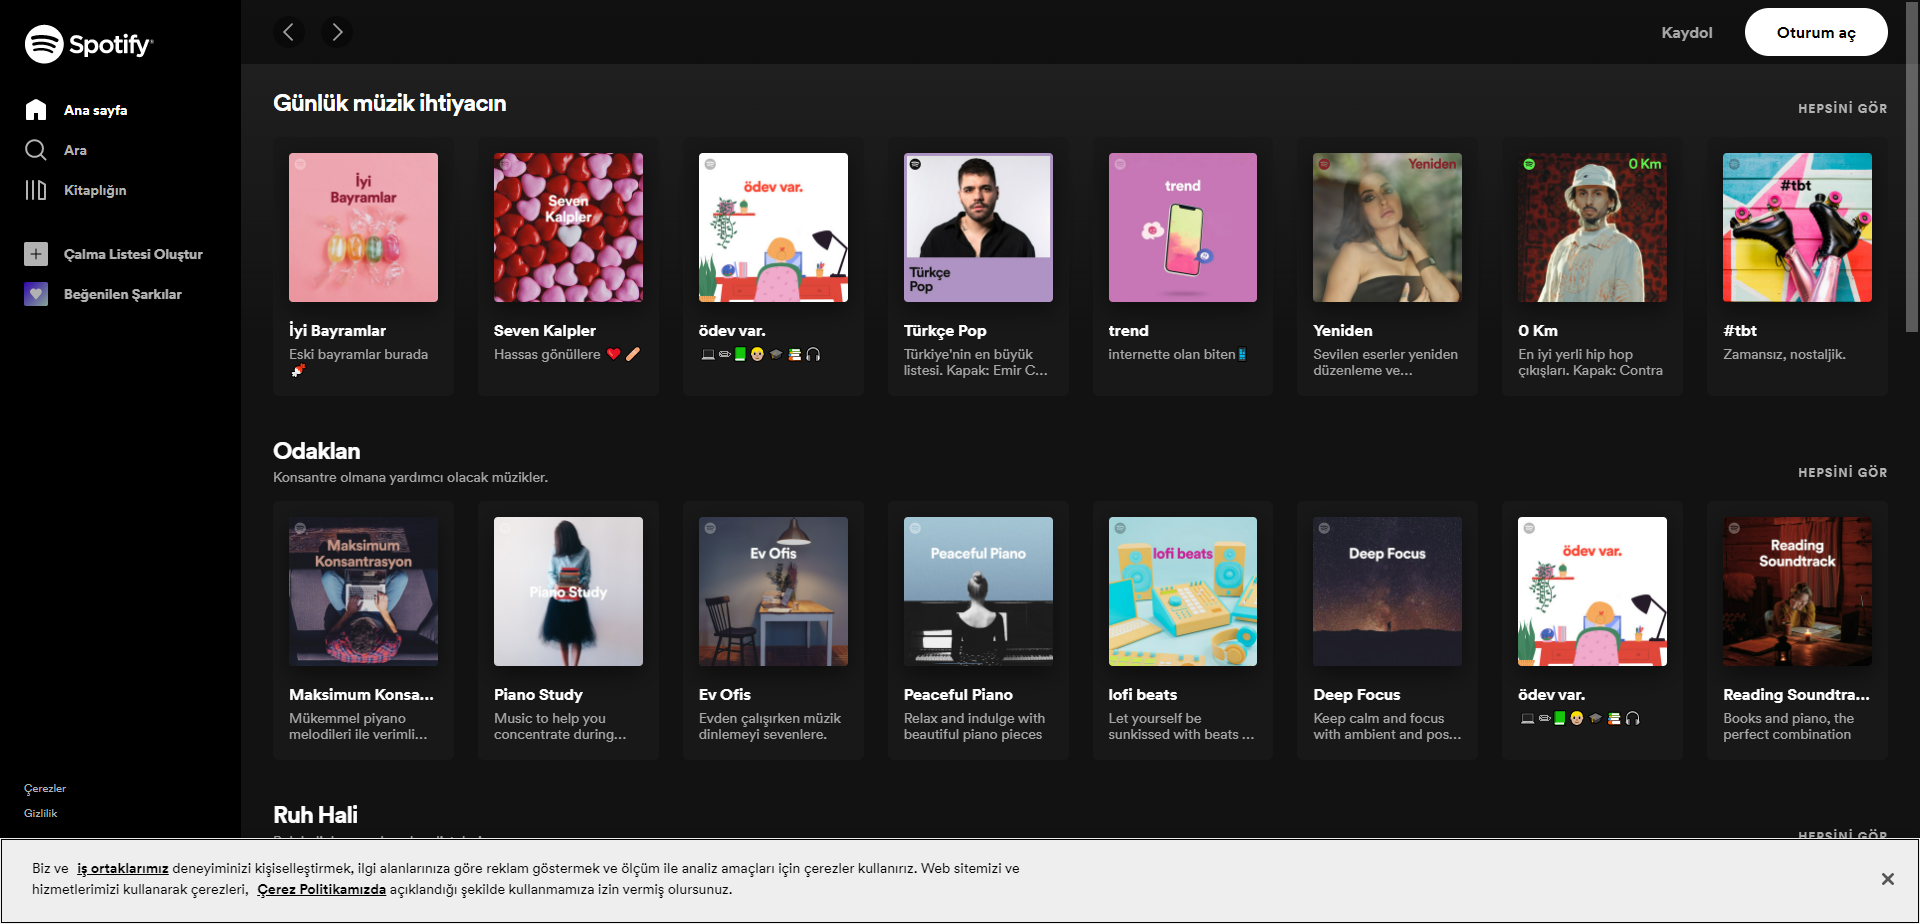 Spotify
Ana sayfa
Ara
Kitaplığın
Çalma Listesi Oluştur
Beğenilen Şarkılar
Çerezler
Gizlilik
Kaydol
Oturum aç
Günlük müzik ihtiyacın
HEPSİNİ GÖR
İyi
Bayramlar
İyi Bayramlar
Eski bayramlar burada
Seven
Kalpler
Seven Kalpler
Hassas gönüllere
ödev var.
ödev var.
Türkçe
Pop
Türkçe Pop
Türkiye'nin en büyük
listesi. Kapak: Emir C...
trend
trend
internette olan biten
Yeniden
Yeniden
Sevilen eserler yeniden
düzenleme ve...
0 Km
0 Km
En iyi yerli hip hop
çıkışları. Kapak: Contra
#tbt
#tbt
Zamansız, nostaljik.
Odaklan
Konsantre olmana yardımcı olacak müzikler.
HEPSİNİ GÖR
Maksimum
Konsantrasyon
Maksimum Konsa...
Mükemmel piyano
melodileri ile verimli...
Piano Study
Piano Study
Music to help you
concentrate during...
Ev Ofis
Ev Ofis
Evden çalışırken müzik
dinlemeyi sevenlere.
Peaceful Piano
Peaceful Piano
Relax and indulge with
beautiful piano pieces
lofi beats
lofi beats
Let yourself be
sunkissed with beats ...
Deep Focus
Deep Focus
Keep calm and focus
with ambient and pos...
ödev var.
ödev var.
Reading
Soundtrack
Reading Soundtra...
Books and piano, the
perfect combination
Ruh Hali
HEPSİNİ GÖR
Biz ve iş ortaklarımız deneyiminizi kişiselleştirmek, ilgi alanlarınıza göre reklam göstermek ve ölçüm ile analiz amaçları için çerezler kullanırız. Web sitemizi ve
hizmetlerimizi kullanarak çerezleri, Çerez Politikamızda açıklandığı şekilde kullanmamıza izin vermiş olursunuz.